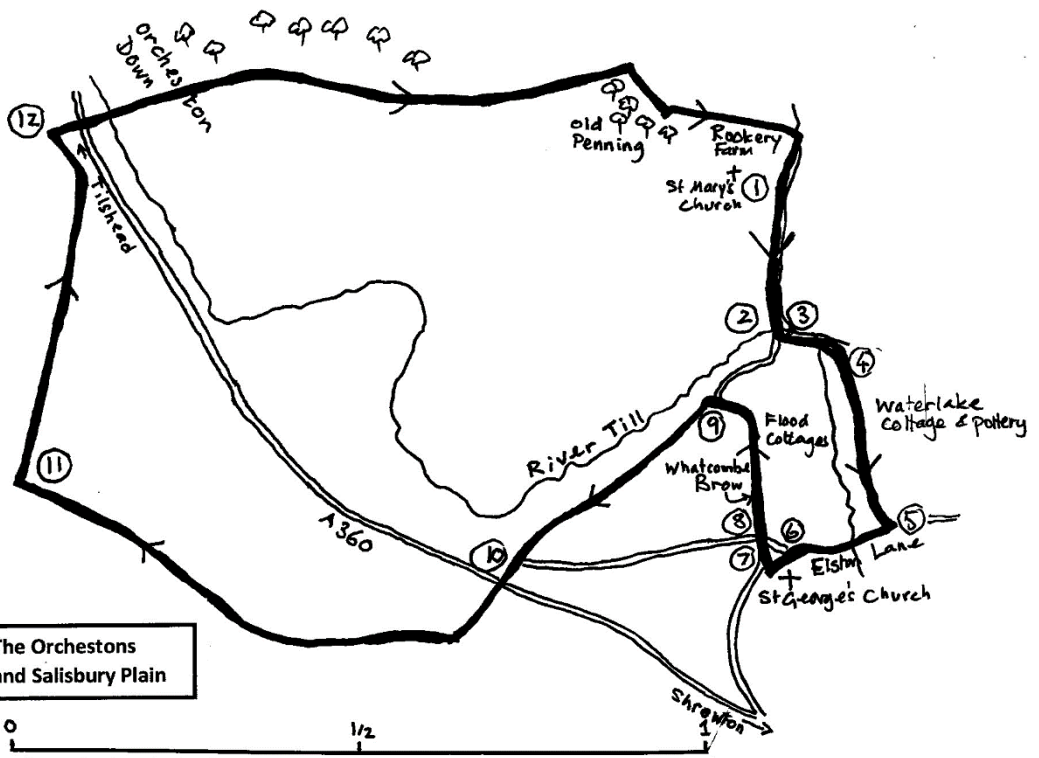 Orcheston
Down
12
Tilshead
Old
Penning
Rookery
Farm
St Mary's
Church
1
2
3
4
Waterlake
Cottage & Pottery
River Till
9
Flood
Cottages
Whatcombe
Brow
11
A360
10
8
7
6
5
Elston Lane
St George's Church
The Orchestons
and Salisbury Plain
Shrewton
0
1/2
1